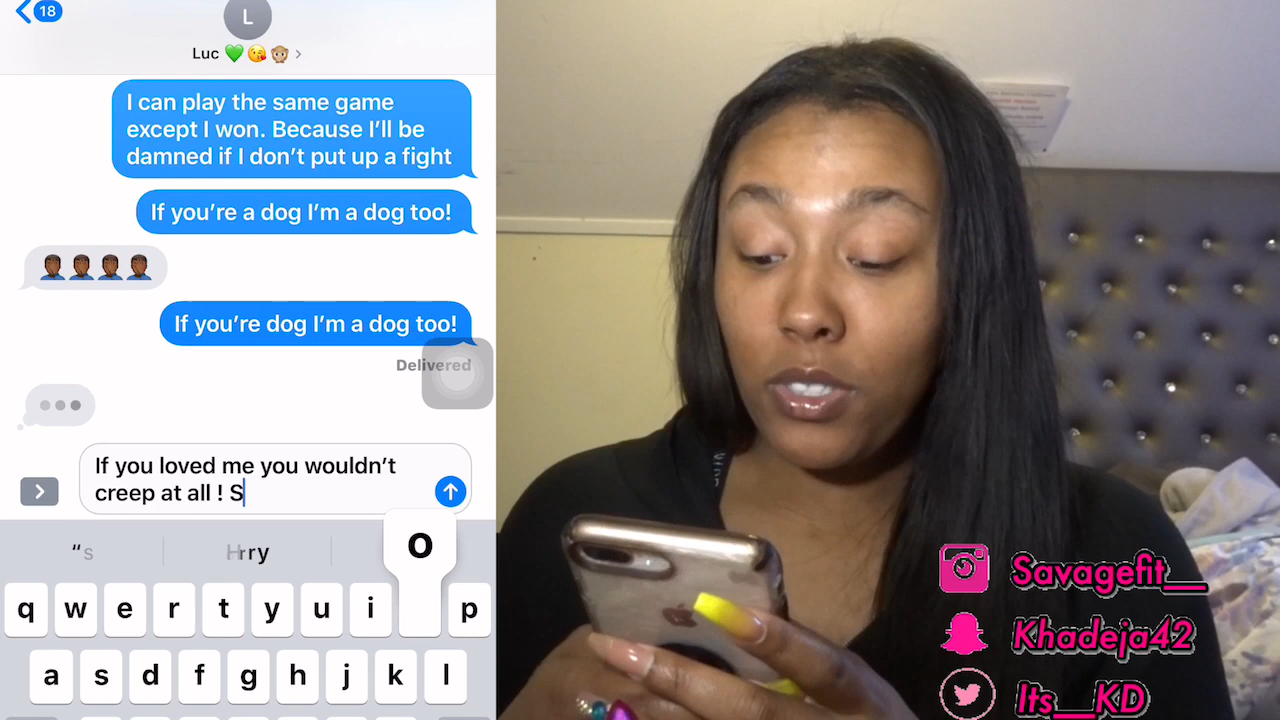 18
L
Luc 💚😘🐵 >
I can play the same game
except I won. Because I’ll be
damned if I don’t put up a fight
If you’re a dog I’m a dog too!
🤦🏾‍♂️🤦🏾‍♂️🤦🏾‍♂️🤦🏾‍♂️
If you’re dog I’m a dog too!
Delivered
If you loved me you wouldn’t
creep at all ! S
“s
Hrry
o
q w e r t y u i p
a s d f g h j k l
Savagefit__
Khadeja42
Its__KD